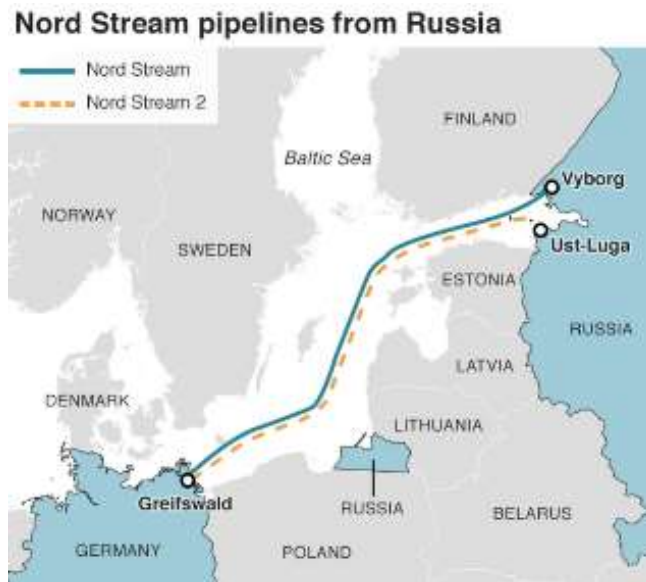 Nord Stream pipelines from Russia
Nord Stream
Nord Stream 2
FINLAND
Baltic Sea
Vyborg
NORWAY
SWEDEN
Ust-Luga
ESTONIA
RUSSIA
LATVIA
DENMARK
LITHUANIA
Greifswald
RUSSIA
BELARUS
GERMANY
POLAND